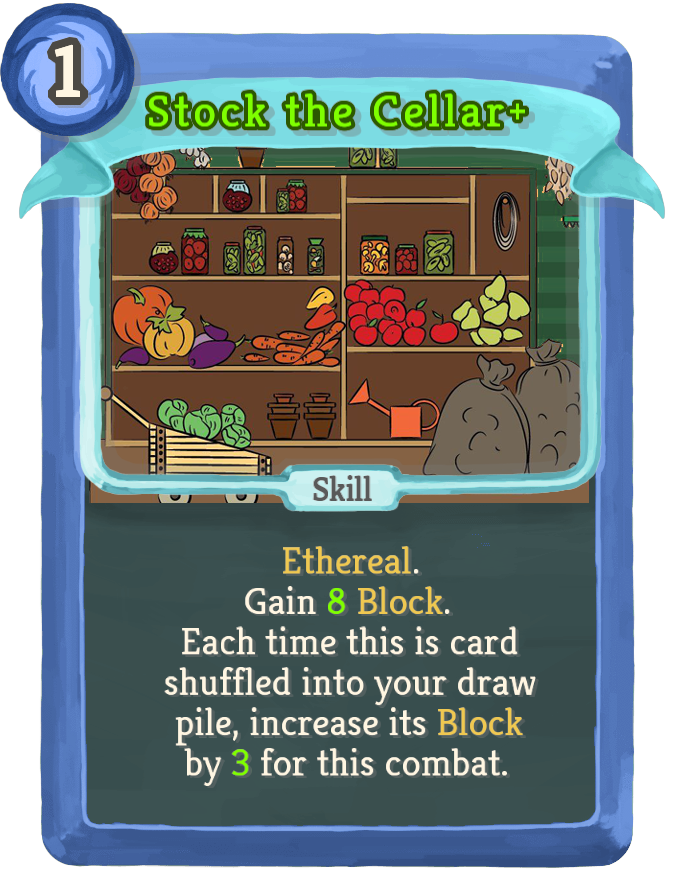 1
Stock the Cellar+
Skill
Ethereal.
Gain 8 Block.
Each time this is card
shuffled into your draw
pile, increase its Block
by 3 for this combat.